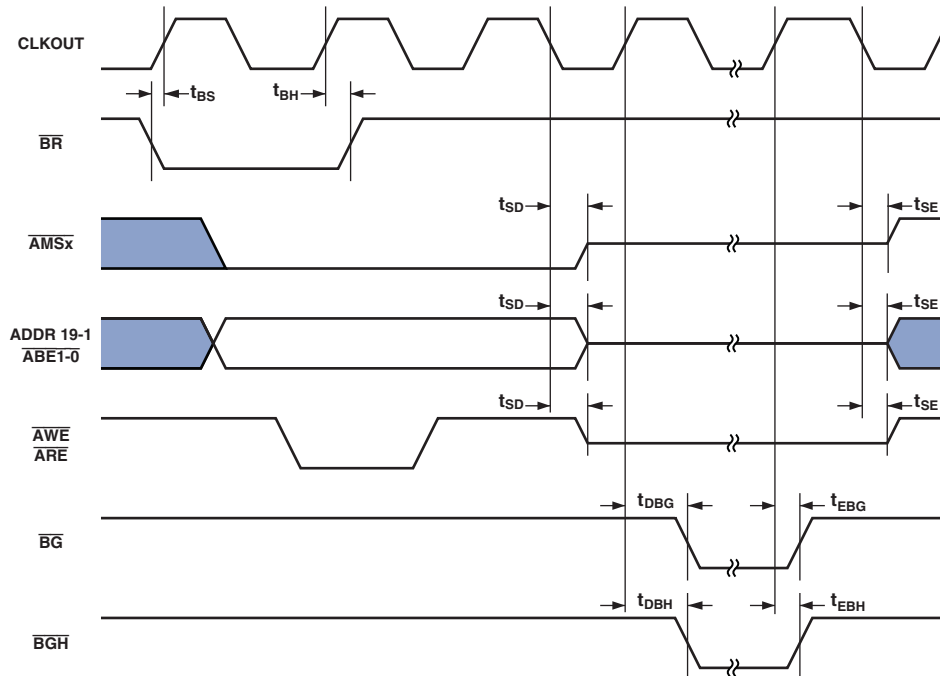 CLKOUT
tBS
tBH
BR
tSD
tSE
AMSx
tSD
tSE
ADDR 19-1
ABE1-0
tSD
tSE
AWE
ARE
tDBG
tEBG
BG
tDBH
tEBH
BGH